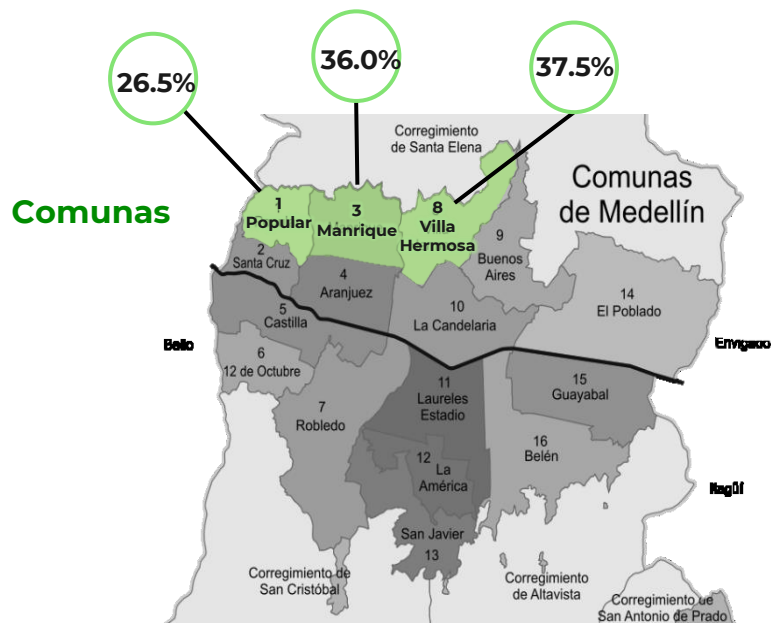 26.5%
36.0%
37.5%
Comunas
Corregimiento
de Santa Elena
Comunas
de Medellín
1
Popular
3
Manrique
8
Villa
Hermosa
9
Buenos
Aires
2
Santa Cruz
4
Aranjuez
5
Castilla
10
La Candelaria
14
El Poblado
Bello
Envigado
6
12 de Octubre
7
Robledo
11
Laureles
Estadio
15
Guayabal
12
La
América
16
Belén
Itagüí
San Javier
13
Corregimiento de
San Cristóbal
Corregimiento
de Altavista
Corregimiento de
San Antonio de Prado